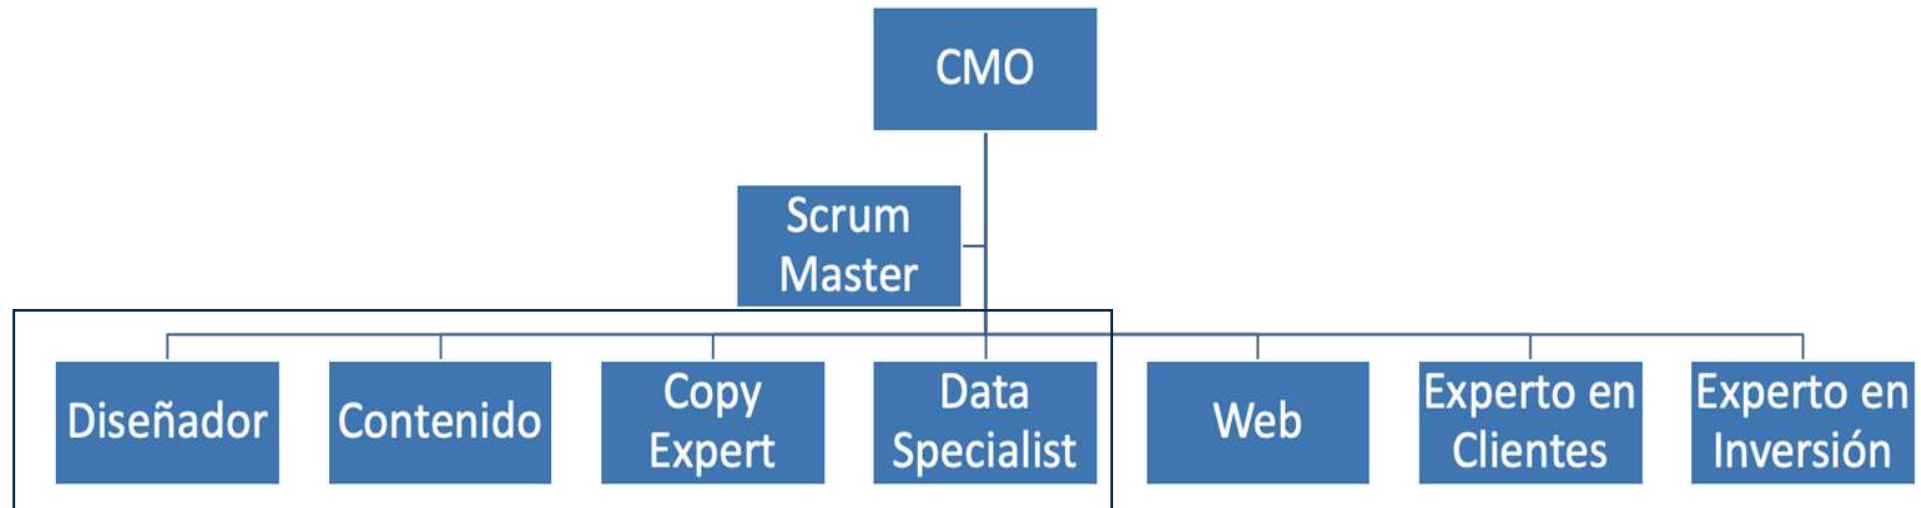 CMO
Scrum
Master
Diseñador
Contenido
Copy
Expert
Data
Specialist
Web
Experto en
Clientes
Experto en
Inversión